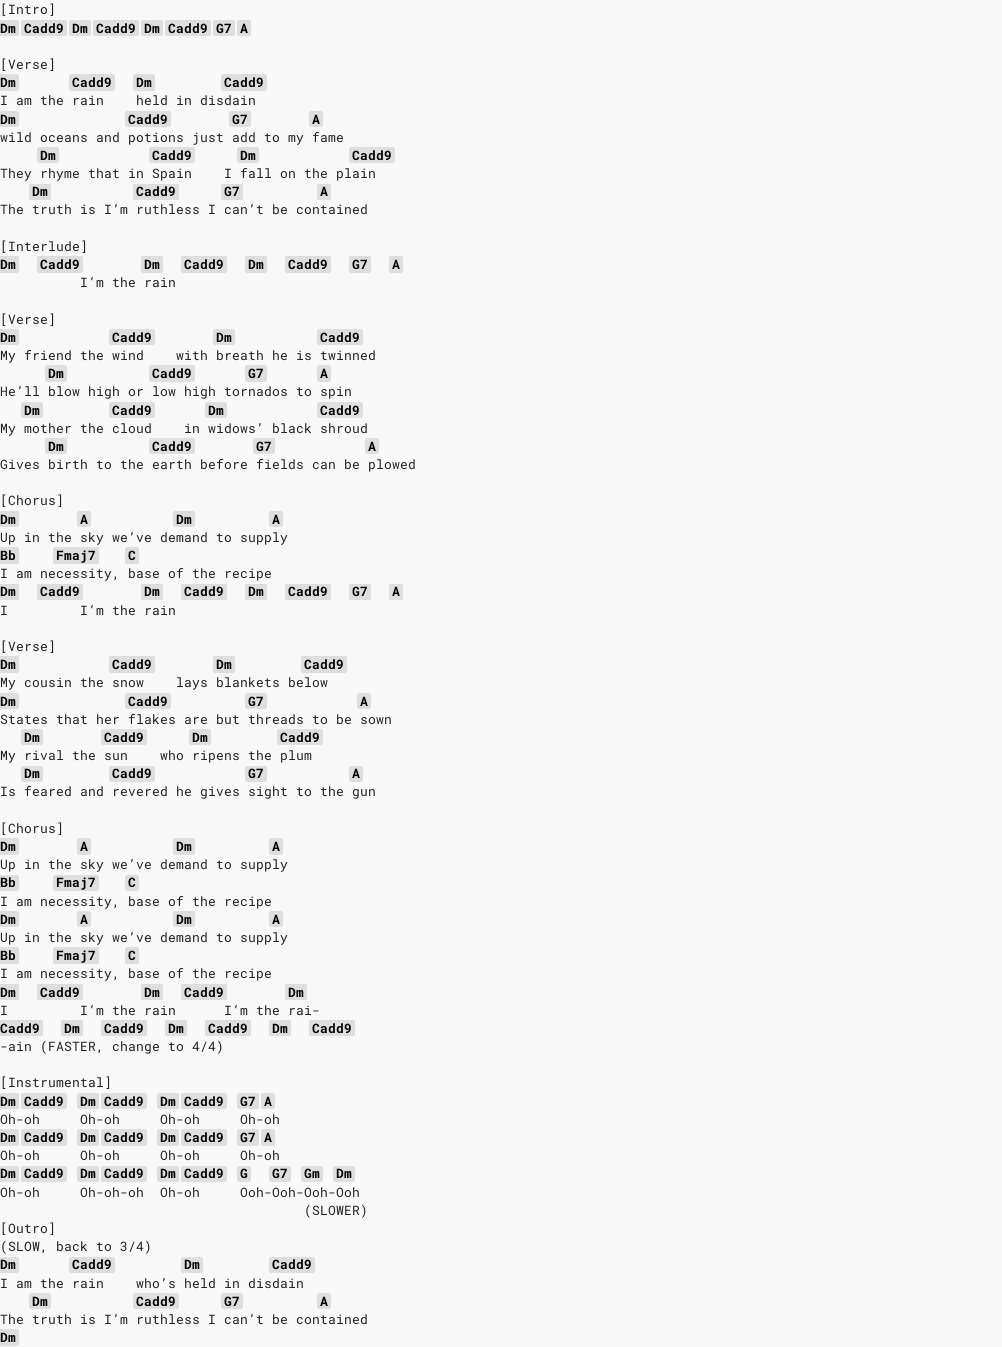 [Intro]
Dm Cadd9 Dm Cadd9 Dm Cadd9 G7 A
[Verse]
Dm Cadd9 Dm Cadd9
I am the rain held in disdain
Dm Cadd9 G7 A
wild oceans and potions just add to my fame
Dm Cadd9 Dm Cadd9
They rhyme that in Spain I fall on the plain
Dm Cadd9 G7 A
The truth is I’m ruthless I can’t be contained
[Interlude]
Dm Cadd9 Dm Cadd9 Dm Cadd9 G7 A
I’m the rain
[Verse]
Dm Cadd9 Dm Cadd9
My friend the wind with breath he is twinned
Dm Cadd9 G7 A
He’ll blow high or low high tornados to spin
Dm Cadd9 Dm Cadd9
My mother the cloud in widows’ black shroud
Dm Cadd9 G7 A
Gives birth to the earth before fields can be plowed
[Chorus]
Dm A Dm A
Up in the sky we’ve demand to supply
Bb Fmaj7 C
I am necessity, base of the recipe
Dm Cadd9 Dm Cadd9 Dm Cadd9 G7 A
I I’m the rain
[Verse]
Dm Cadd9 Dm Cadd9
My cousin the snow lays blankets below
Dm Cadd9 G7 A
States that her flakes are but threads to be sown
Dm Cadd9 Dm Cadd9
My rival the sun who ripens the plum
Dm Cadd9 G7 A
Is feared and revered he gives sight to the gun
[Chorus]
Dm A Dm A
Up in the sky we’ve demand to supply
Bb Fmaj7 C
I am necessity, base of the recipe
Dm A Dm A
Up in the sky we’ve demand to supply
Bb Fmaj7 C
I am necessity, base of the recipe
Dm Cadd9 Dm Cadd9 Dm
I I’m the rain I’m the rai-
Cadd9 Dm Cadd9 Dm Cadd9 Dm Cadd9
-ain (FASTER, change to 4/4)
[Instrumental]
Dm Cadd9 Dm Cadd9 Dm Cadd9 G7 A
Oh-oh Oh-oh Oh-oh Oh-oh
Dm Cadd9 Dm Cadd9 Dm Cadd9 G7 A
Oh-oh Oh-oh Oh-oh Oh-oh
Dm Cadd9 Dm Cadd9 Dm Cadd9 G G7 Gm Dm
Oh-oh Oh-oh-oh Oh-oh Ooh-Ooh-Ooh-Ooh
(SLOWER)
[Outro]
(SLOW, back to 3/4)
Dm Cadd9 Dm Cadd9
I am the rain who’s held in disdain
Dm Cadd9 G7 A
The truth is I’m ruthless I can’t be contained
Dm